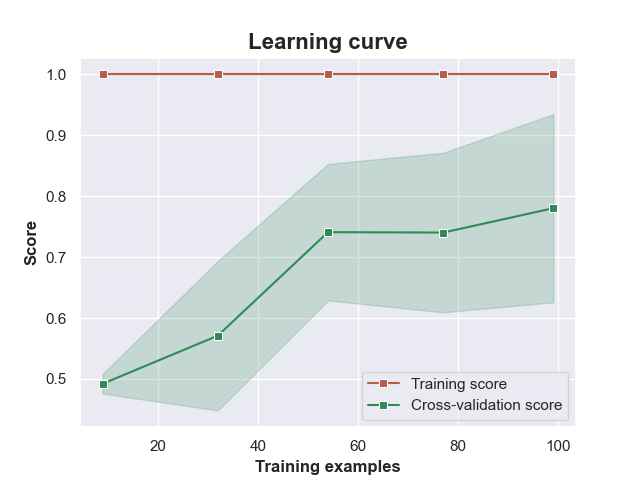 Learning curve
1.0
0.9
0.8
0.7
0.6
0.5
Score
20 40 60 80 100
Training examples
Training score
Cross-validation score